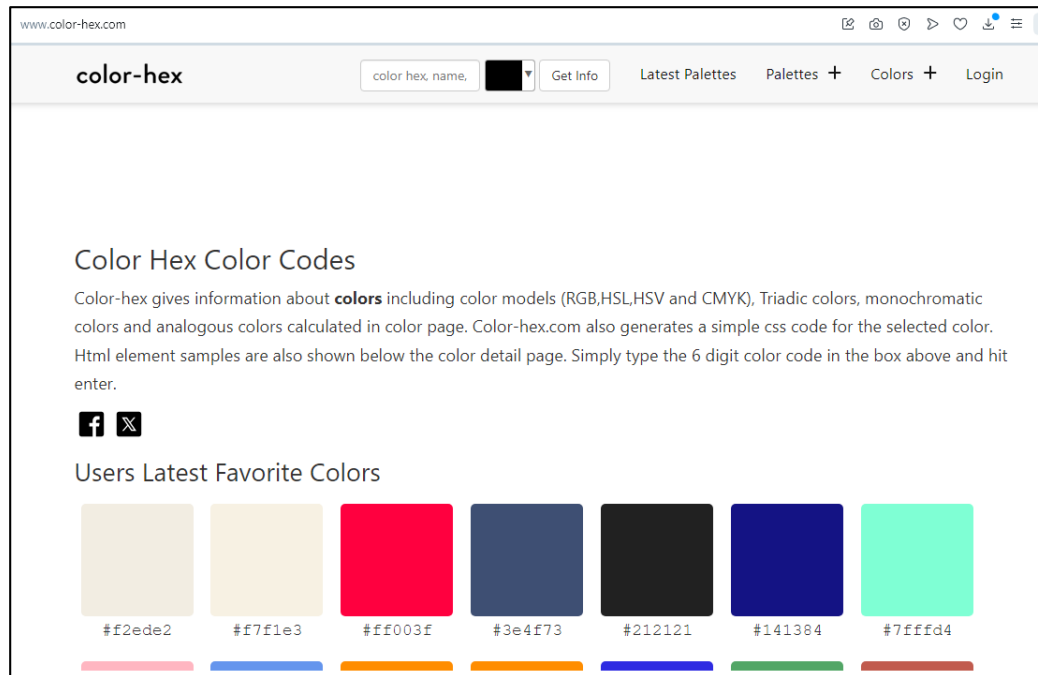 www.color-hex.com
color-hex
color hex, name,
Get Info
Latest Palettes
Palettes +
Colors +
Login
Color Hex Color Codes
Color-hex gives information about colors including color models (RGB,HSL,HSV and CMYK), Triadic colors, monochromatic
colors and analogous colors calculated in color page. Color-hex.com also generates a simple css code for the selected color.
Html element samples are also shown below the color detail page. Simply type the 6 digit color code in the box above and hit
enter.
Users Latest Favorite Colors
#f2ede2 #f7f1e3 #ff003f #3e4f73 #212121 #141384 #7fffd4